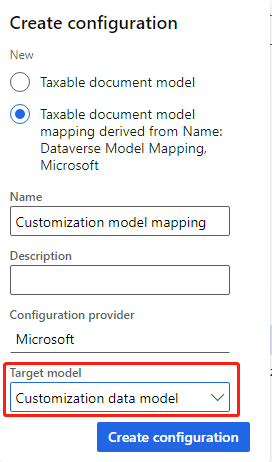 Create configuration
New
Taxable document model
Taxable document model
mapping derived from Name:
Dataverse Model Mapping,
Microsoft
Name
Customization model mapping
Description
Configuration provider
Microsoft
Target model
Customization data model
Create configuration